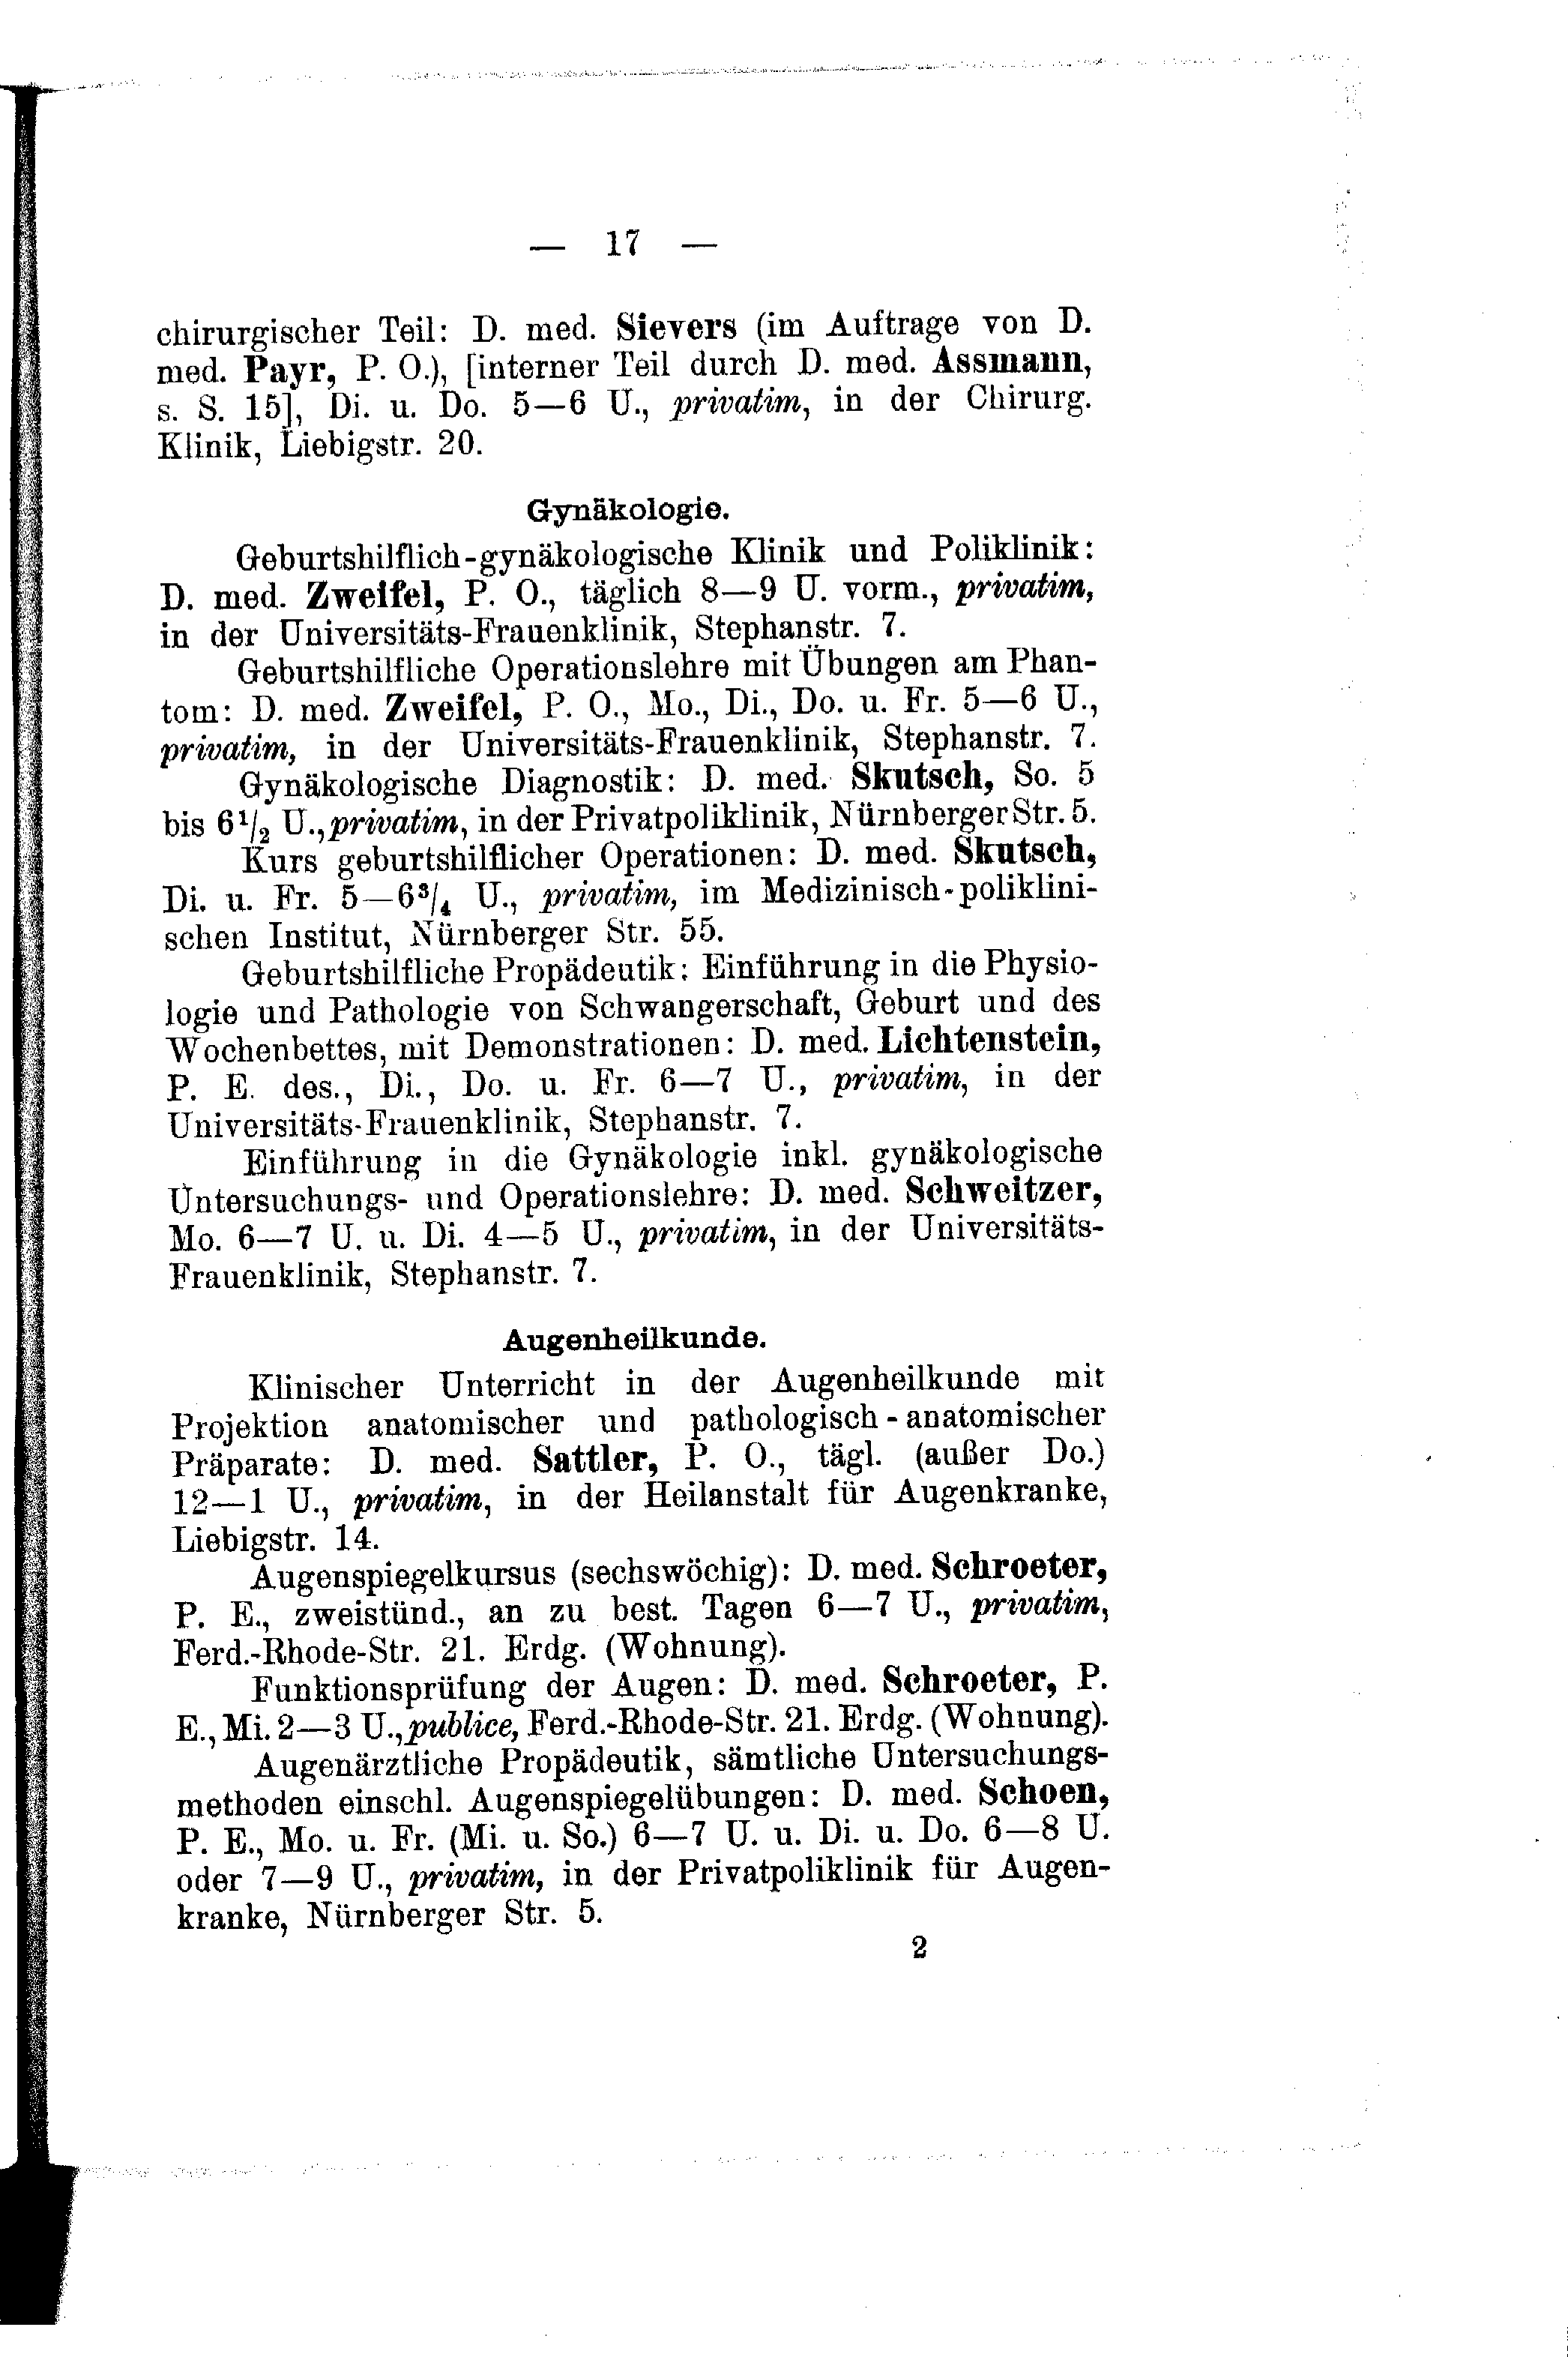 — 17 —
chirurgischer Teil: D. med. Sievers (im Auftrage von D.
med. Payr, P. O.), [interner Teil durch D. med. Assmann,
s. S. 15], Di. u. Do. 5—6 U., privatim, in der Chirurg.
Klinik, Liebigstr. 20.
Gynäkologie.
Geburtshilflich-gynäkologische Klinik und Poliklinik:
D. med. Zweifel, P. O., täglich 8—9 U. vorm., privatim,
in der Universitäts-Frauenklinik, Stephanstr. 7.
Geburtshilfliche Operationslehre mit Übungen am Phan-
tom: D. med. Zweifel, P. O., Mo., Di., Do. u. Fr. 5—6 U.,
privatim, in der Universitäts-Frauenklinik, Stephanstr. 7.
Gynäkologische Diagnostik: D. med. Skutsch, So. 5
bis 6¹/₂ U., privatim, in der Privatpoliklinik, Nürnberger Str. 5.
Kurs geburtshilflicher Operationen: D. med. Skutsch,
Di. u. Fr. 5—6³/₄ U., privatim, im Medizinisch-poliklini-
schen Institut, Nürnberger Str. 55.
Geburtshilfliche Propädeutik: Einführung in die Physio-
logie und Pathologie von Schwangerschaft, Geburt und des
Wochenbettes, mit Demonstrationen: D. med. Lichtenstein,
P. E. des., Di., Do. u. Fr. 6—7 U., privatim, in der
Universitäts-Frauenklinik, Stephanstr. 7.
Einführung in die Gynäkologie inkl. gynäkologische
Untersuchungs- und Operationslehre: D. med. Schweitzer,
Mo. 6—7 U. u. Di. 4—5 U., privatim, in der Universitäts-
Frauenklinik, Stephanstr. 7.
Augenheilkunde.
Klinischer Unterricht in der Augenheilkunde mit
Projektion anatomischer und pathologisch-anatomischer
Präparate: D. med. Sattler, P. O., tägl. (außer Do.)
12—1 U., privatim, in der Heilanstalt für Augenkranke,
Liebigstr. 14.
Augenspiegelkursus (sechswöchig): D. med. Schroeter,
P. E., zweistünd., an zu best. Tagen 6—7 U., privatim,
Ferd.-Rhode-Str. 21. Erdg. (Wohnung).
Funktionsprüfung der Augen: D. med. Schroeter, P.
E., Mi. 2—3 U., publice, Ferd.-Rhode-Str. 21. Erdg. (Wohnung).
Augenärztliche Propädeutik, sämtliche Untersuchungs-
methoden einschl. Augenspiegelübungen: D. med. Schoen,
P. E., Mo. u. Fr. (Mi. u. So.) 6—7 U. u. Di. u. Do. 6—8 U.
oder 7—9 U., privatim, in der Privatpoliklinik für Augen-
kranke, Nürnberger Str. 5.
2